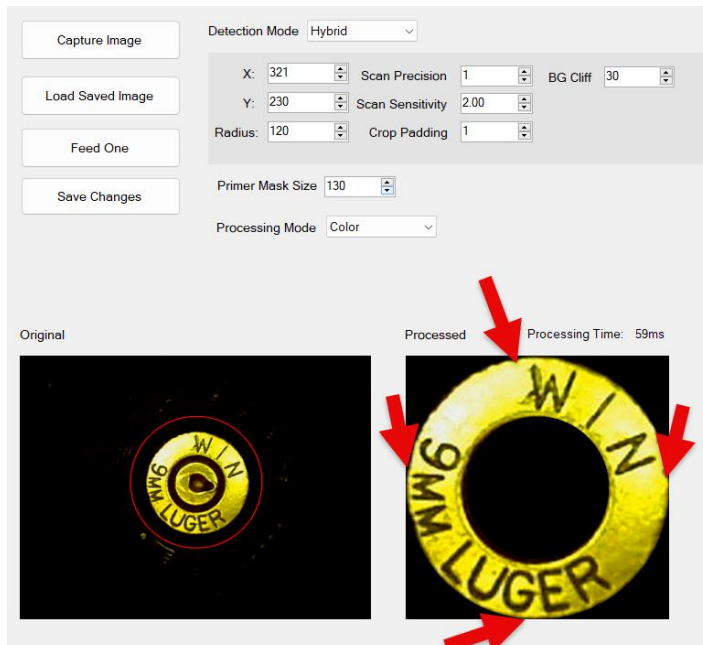 Capture Image
Load Saved Image
Feed One
Save Changes
Detection Mode Hybrid
X: 321 Scan Precision 1 BG Cliff 30
Y: 230 Scan Sensitivity 2.00
Radius: 120 Crop Padding 1
Primer Mask Size 130
Processing Mode Color
Original
WIN
9MM LUGER
Processed Processing Time: 59ms
WIN
9MM LUGER